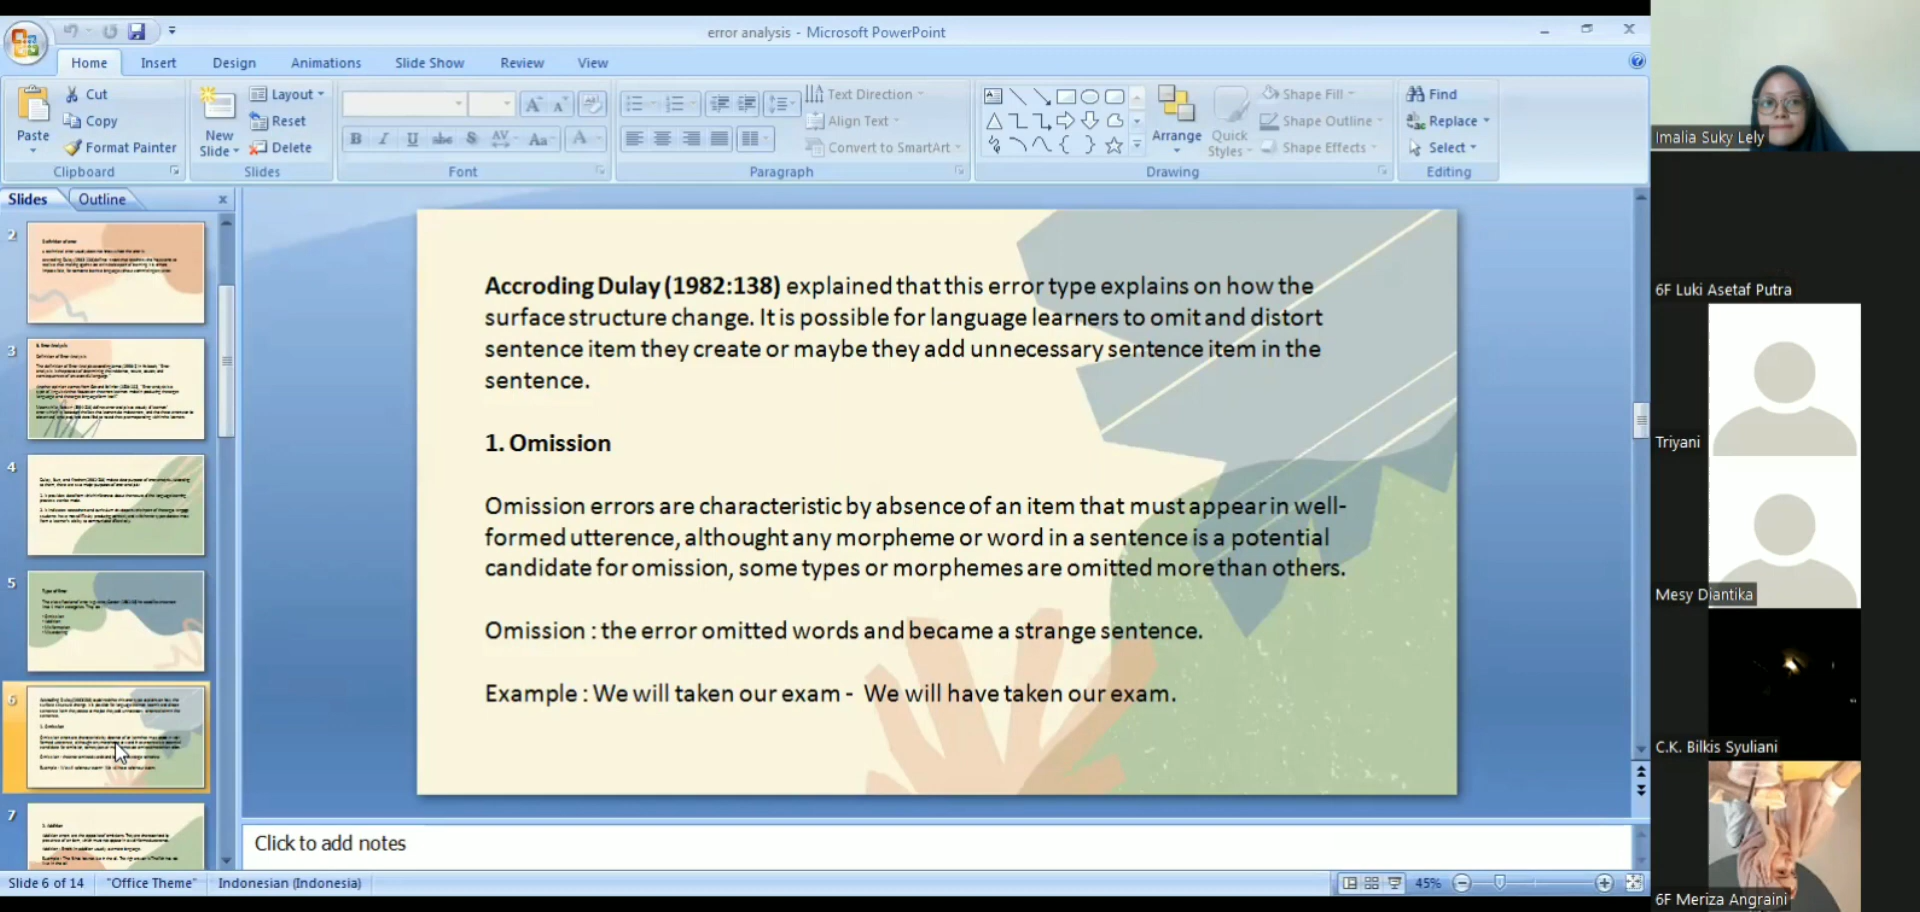 error analysis - Microsoft PowerPoint
Home Insert Design Animations Slide Show Review View
Paste
Cut
Copy
Format Painter
Clipboard
New
Slide
Layout
Reset
Delete
Slides
B I U abc S AV Aa A
Font
Text Direction
Align Text
Convert to SmartArt
Paragraph
Arrange
Quick
Styles
Shape Fill
Shape Outline
Shape Effects
Drawing
Find
Replace
Select
Editing
Slides Outline
2
3
4
5
6
7
Accroding Dulay (1982:138) explained that this error type explains on how the
surface structure change. It is possible for language learners to omit and distort
sentence item they create or maybe they add unnecessary sentence item in the
sentence.
1. Omission
Omission errors are characteristic by absence of an item that must appear in well-
formed utterence, althought any morpheme or word in a sentence is a potential
candidate for omission, some types or morphemes are omitted more than others.
Omission : the error omitted words and became a strange sentence.
Example : We will taken our exam - We will have taken our exam.
Click to add notes
Slide 6 of 14 "Office Theme" Indonesian (Indonesia) 45%
Imalia Suky Lely
6F Luki Asetaf Putra
Triyani
Mesy Diantika
C.K. Bilkis Syuliani
6F Meriza Angraini